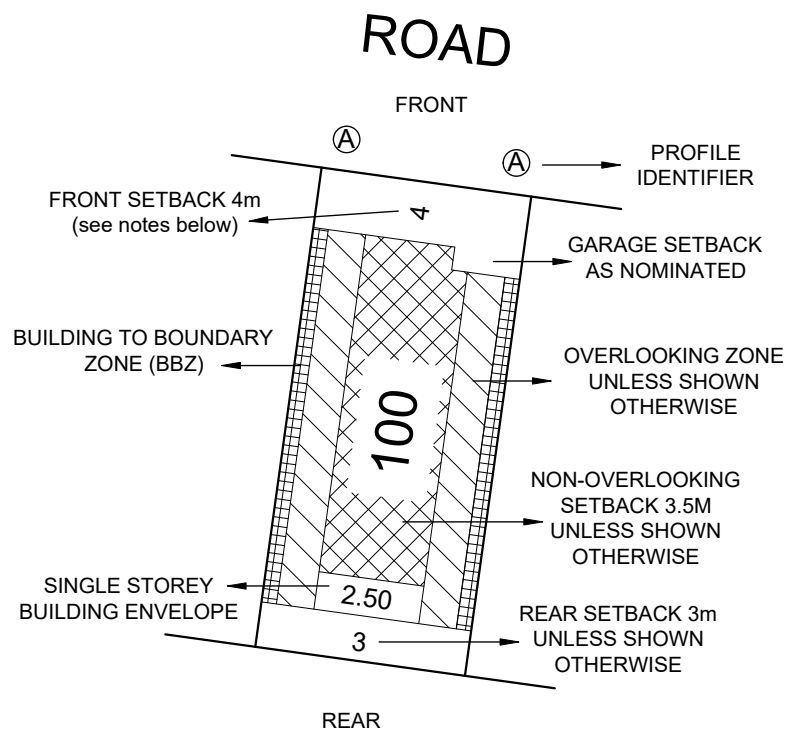 ROAD
FRONT
A
A
PROFILE
IDENTIFIER
FRONT SETBACK 4m
(see notes below)
4
GARAGE SETBACK
AS NOMINATED
BUILDING TO BOUNDARY
ZONE (BBZ)
OVERLOOKING ZONE
UNLESS SHOWN
OTHERWISE
100
NON-OVERLOOKING
SETBACK 3.5M
UNLESS SHOWN
OTHERWISE
SINGLE STOREY
BUILDING ENVELOPE
2.50
3
REAR SETBACK 3m
UNLESS SHOWN
OTHERWISE
REAR